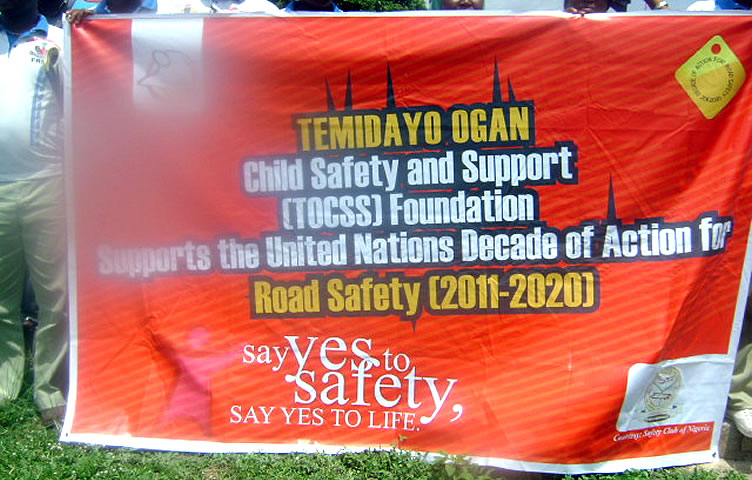 TEMIDAYO OGAN
Child Safety and Support
(TOCSS) Foundation
Supports the United Nations Decade of Action for
Road Safety (2011-2020)
say yes to
safety,
SAY YES TO LIFE.
Safety Club of Nigeria